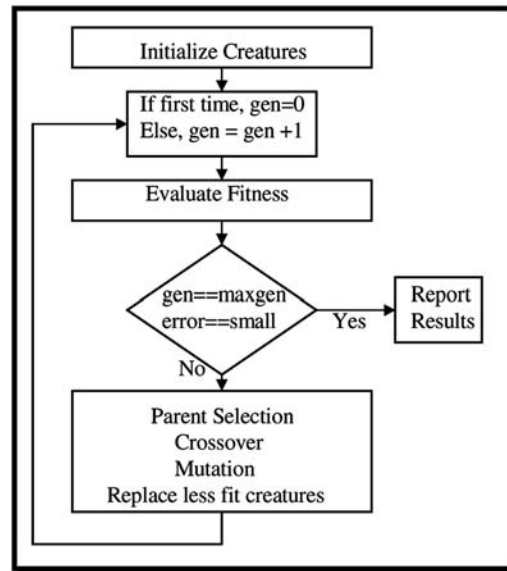 Initialize Creatures
If first time, gen=0
Else, gen = gen +1
Evaluate Fitness
gen==maxgen
error==small
Yes
Report
Results
No
Parent Selection
Crossover
Mutation
Replace less fit creatures